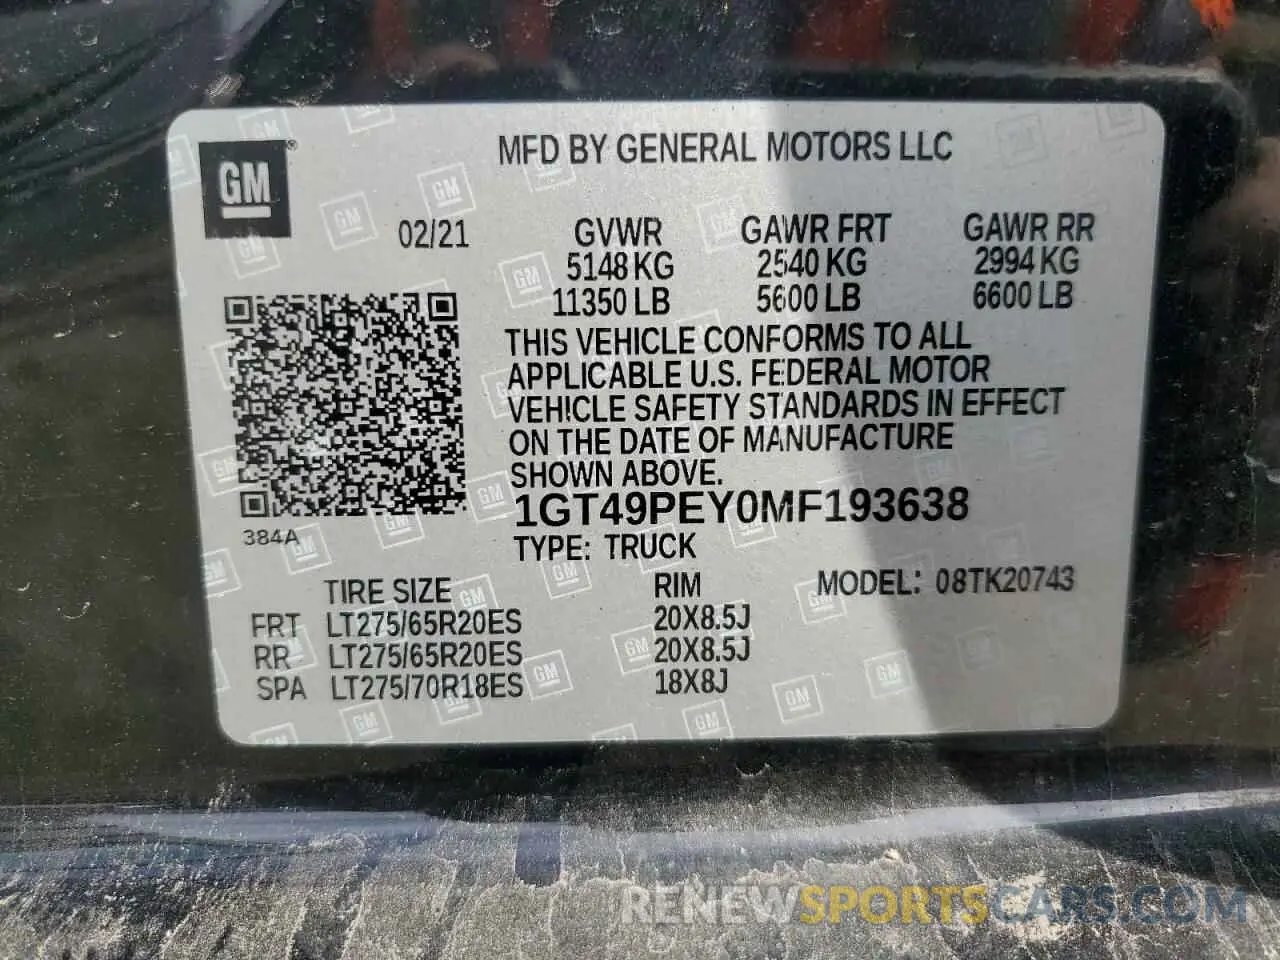 GM
MFD BY GENERAL MOTORS LLC
02/21
GVWR GAWR FRT GAWR RR
5148 KG 2540 KG 2994 KG
11350 LB 5600 LB 6600 LB
THIS VEHICLE CONFORMS TO ALL
APPLICABLE U.S. FEDERAL MOTOR
VEHICLE SAFETY STANDARDS IN EFFECT
ON THE DATE OF MANUFACTURE
SHOWN ABOVE.
1GT49PEY0MF193638
384A
TYPE: TRUCK
TIRE SIZE RIM MODEL: 08TK20743
FRT LT275/65R20ES 20X8.5J
RR LT275/65R20ES 20X8.5J
SPA LT275/70R18ES 18X8J
RENEWSPORTSCARS.COM